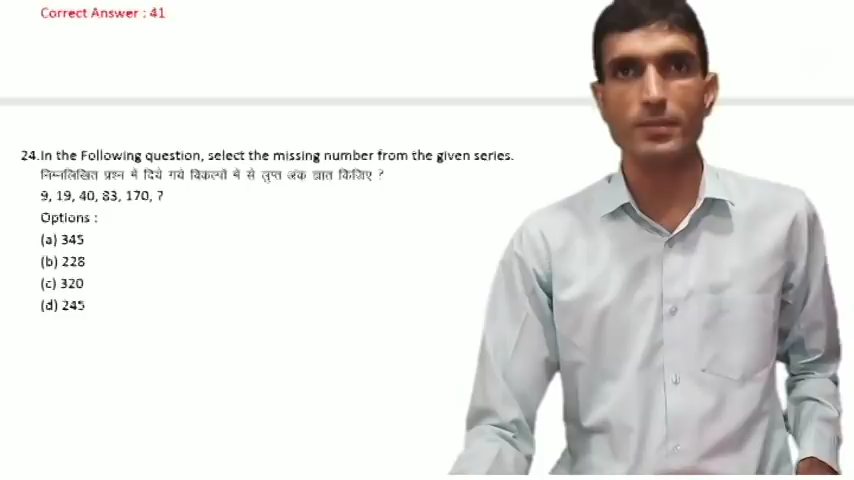 Correct Answer : 41
24.In the Following question, select the missing number from the given series.
निम्नलिखित प्रश्न में दिये गये विकल्पों में से लुप्त अंक ज्ञात किजिए ?
9, 19, 40, 83, 170, ?
Options :
(a) 345
(b) 228
(c) 320
(d) 245